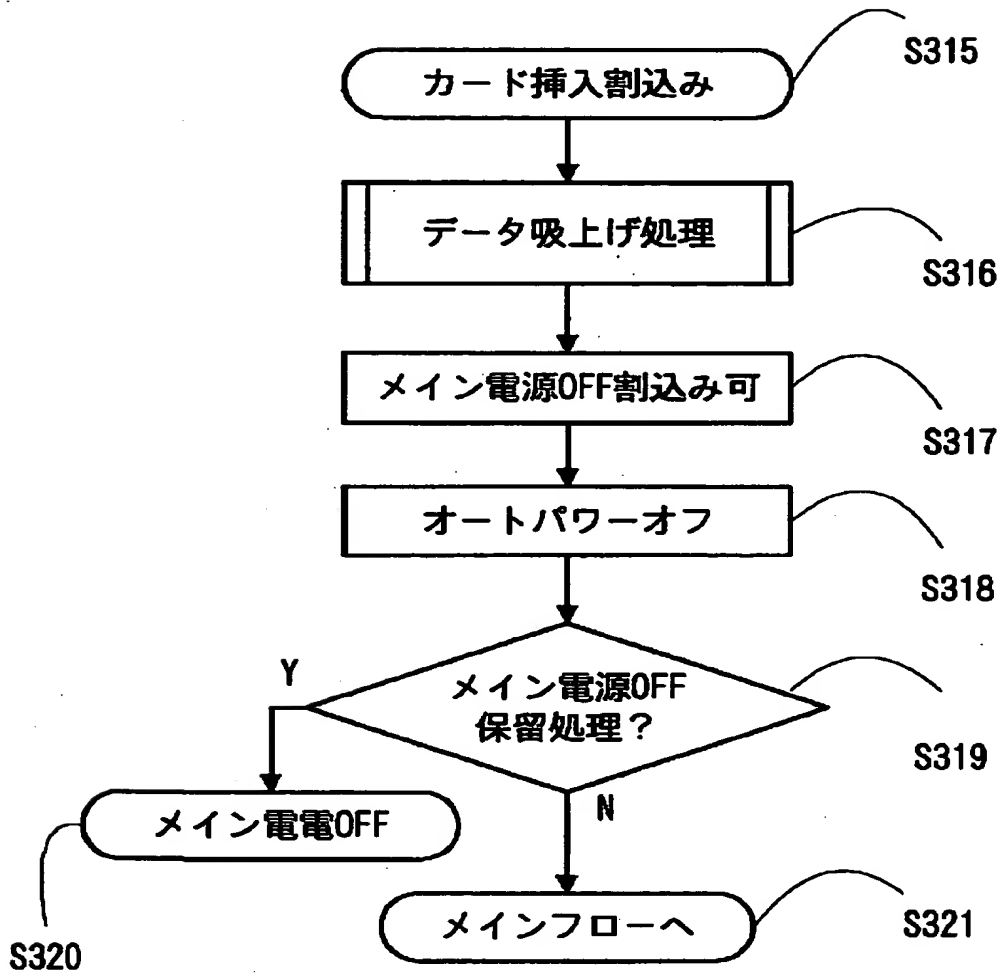 S315
カード挿入割込み
データ吸上げ処理
S316
メイン電源OFF割込み可
S317
オートパワーオフ
S318
Y
メイン電源OFF
保留処理?
S319
メイン電電OFF
N
S320
メインフローへ
S321